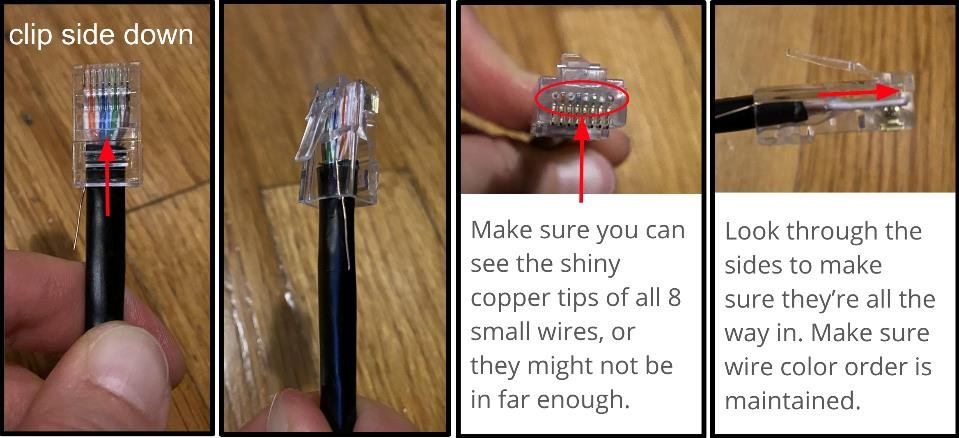 clip side down
Make sure you can
see the shiny
copper tips of all 8
small wires, or
they might not be
in far enough.
Look through the
sides to make
sure they’re all the
way in. Make sure
wire color order is
maintained.